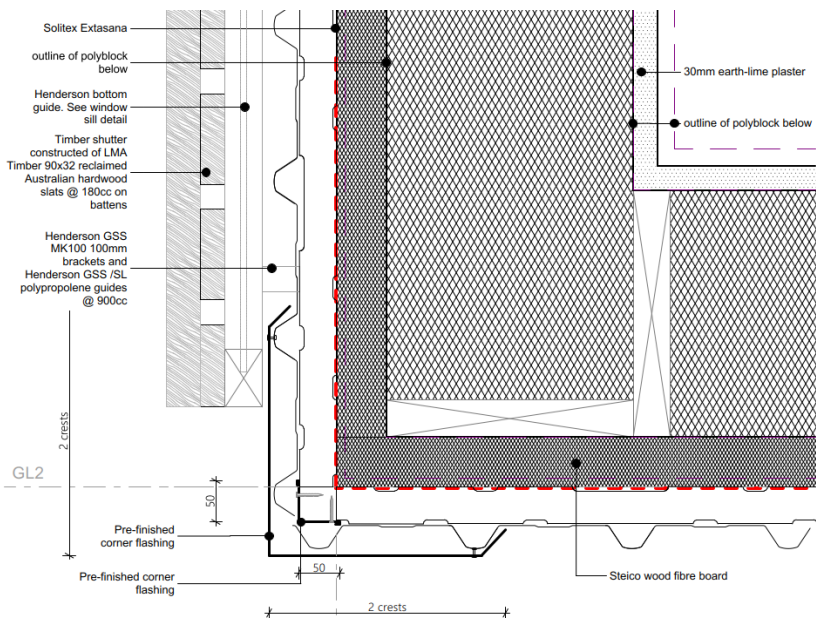 Solitex Extasana
outline of polyblock
below
Henderson bottom
guide. See window
sill detail
Timber shutter
constructed of LMA
Timber 90x32 reclaimed
Australian hardwood
slats @ 180cc on
battens
Henderson GSS
MK100 100mm
brackets and
Henderson GSS /SL
polypropolene guides
@ 900cc
30mm earth-lime plaster
outline of polyblock below
2 crests
GL2
50
Pre-finished
corner flashing
Pre-finished corner
flashing
50
Steico wood fibre board
2 crests